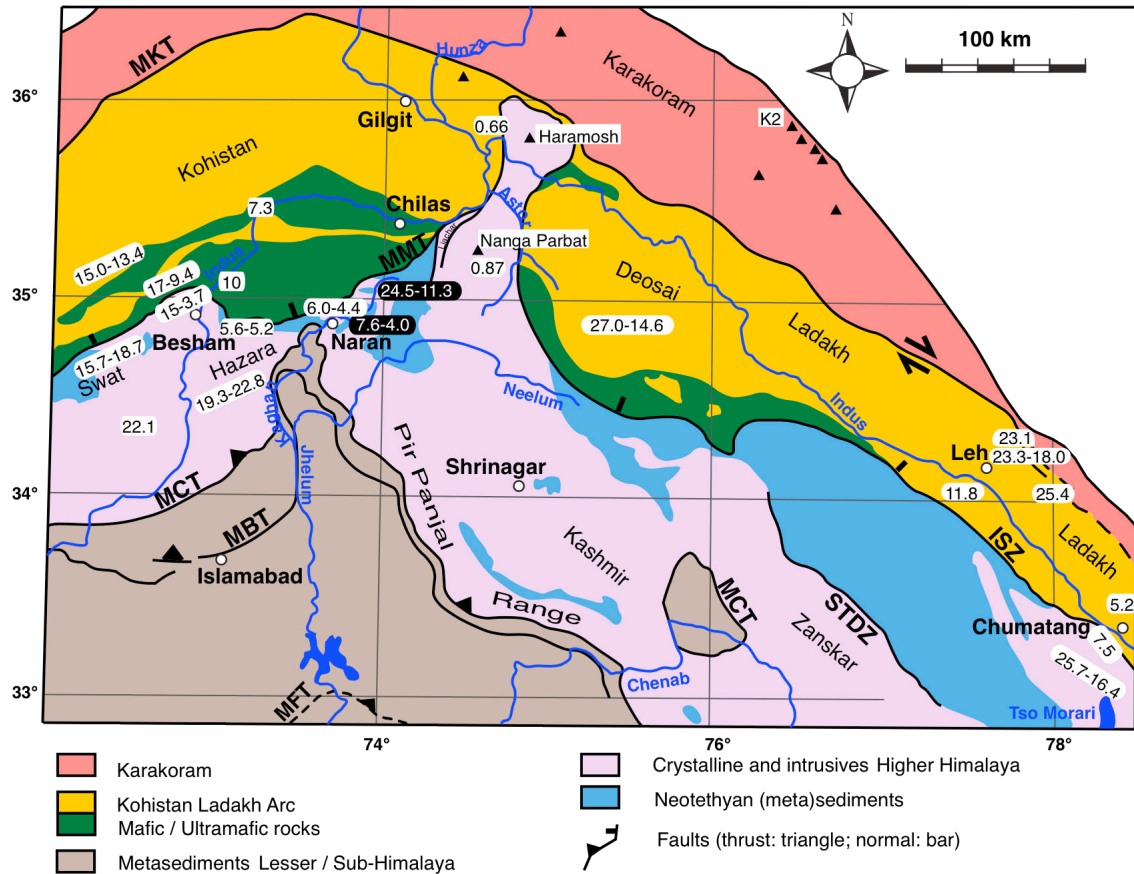 N
100 km
MKT
Hunza
Karakoram
36°
Gilgit
0.66
Haramosh
K2
Kohistan
Chilas
7.3
Astor
Liachar
Nanga Parbat
0.87
MMT
15.0-13.4
17-9.4
Indus
10
Deosai
35°
15-3.7
24.5-11.3
6.0-4.4
7.6-4.0
5.6-5.2
Besham
Naran
27.0-14.6
Ladakh
15.7-18.7
Swat
Hazara
19.3-22.8
Neelum
Indus
22.1
Kaghan
Jhelum
Pir Panjal
Range
Shrinagar
Leh
23.1
23.3-18.0
11.8
25.4
34°
MCT
MBT
Islamabad
Kashmir
MCT
STDZ
ISZ
Ladakh
Zanskar
Chumatang
5.2
7.5
25.7-16.4
33°
MFT
Chenab
Tso Morari
74°
76°
78°
Karakoram
Kohistan Ladakh Arc
Mafic / Ultramafic rocks
Metasediments Lesser / Sub-Himalaya
Crystalline and intrusives Higher Himalaya
Neotethyan (meta)sediments
Faults (thrust: triangle; normal: bar)